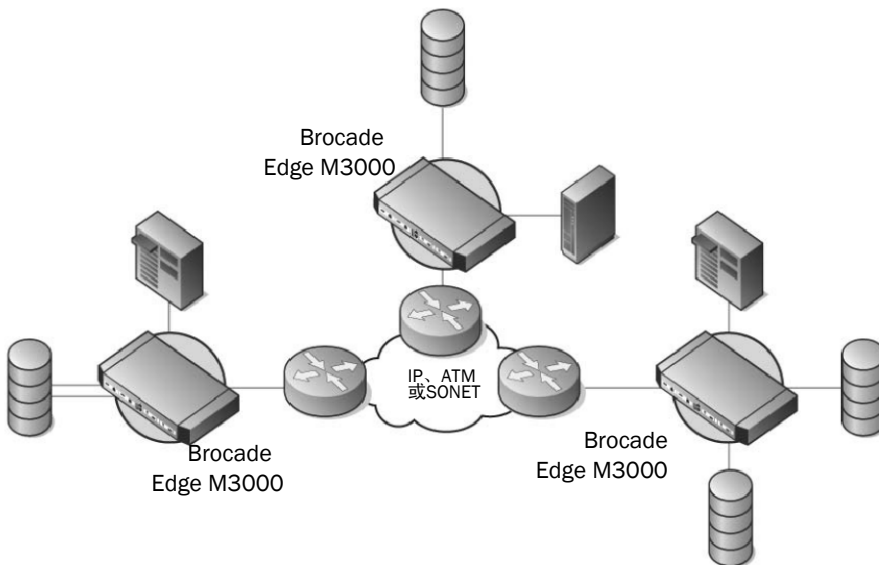 Brocade
Edge M3000
IP、ATM
或SONET
Brocade
Edge M3000
Brocade
Edge M3000